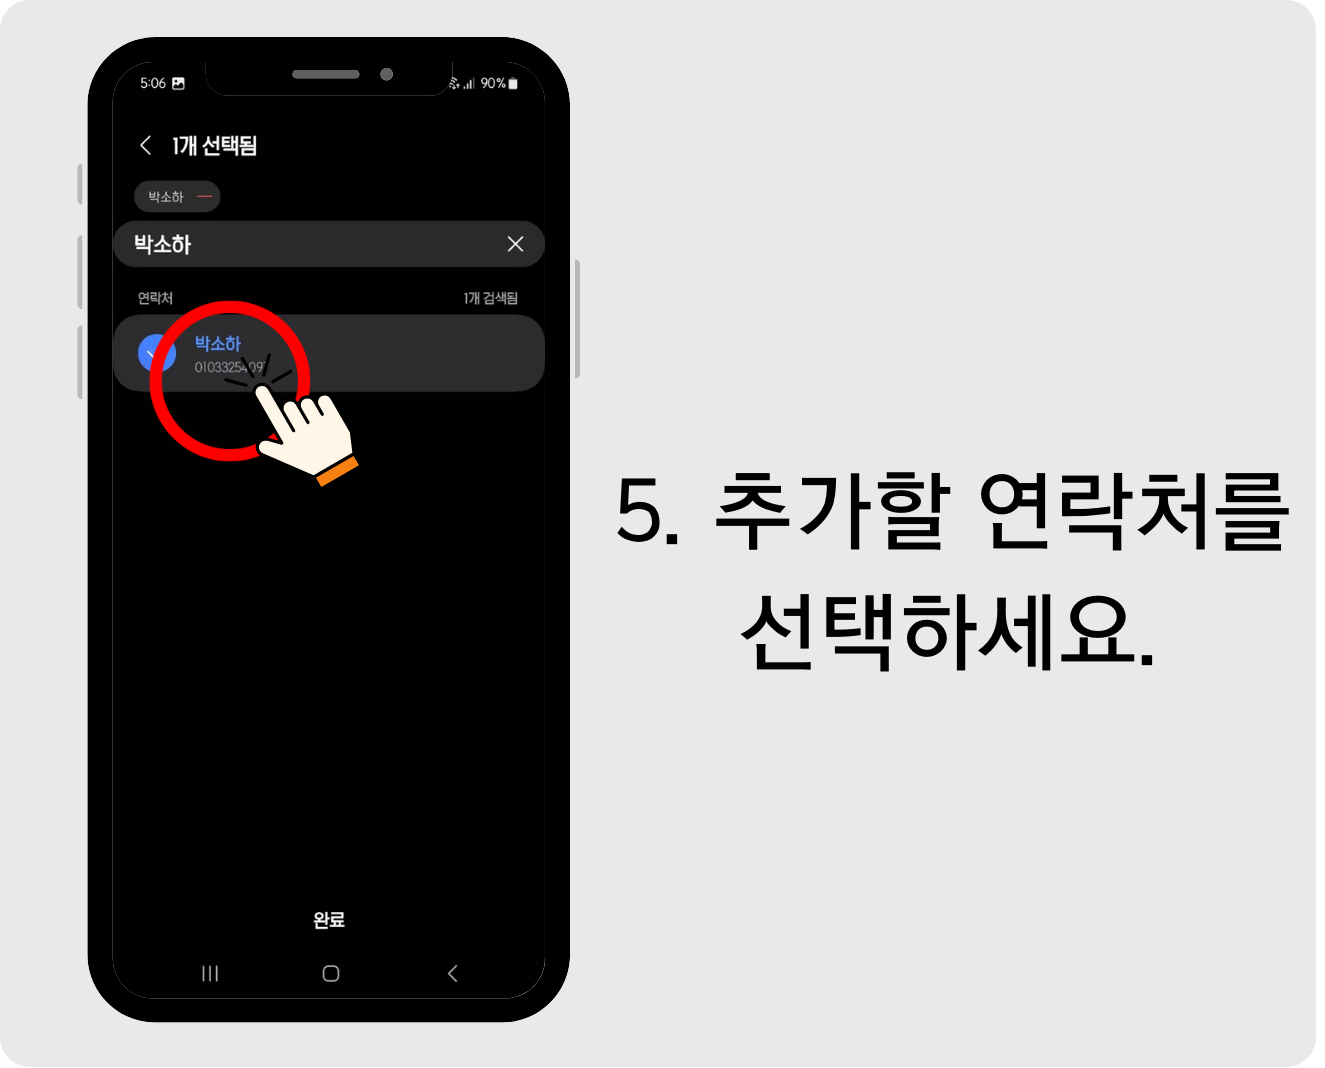 5:06 90%
1개 선택됨
박소하
박소하
연락처 1개 검색됨
박소하
완료
5. 추가할 연락처를
선택하세요.